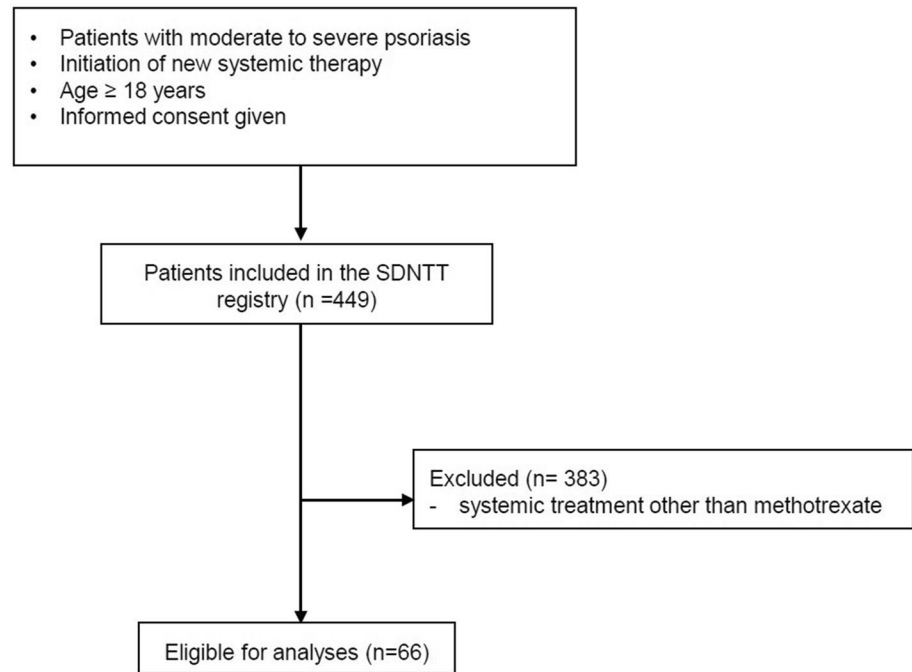 • Patients with moderate to severe psoriasis
• Initiation of new systemic therapy
• Age ≥ 18 years
• Informed consent given
Patients included in the SDNTT
registry (n =449)
Excluded (n= 383)
- systemic treatment other than methotrexate
Eligible for analyses (n=66)